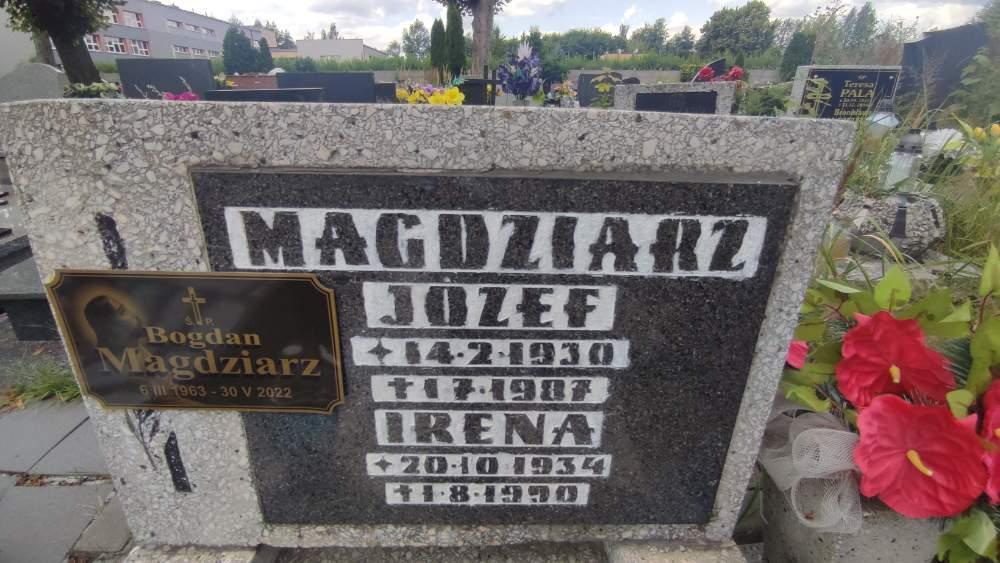 MAGDZIARZ
JOZEF
+14·2·1930
†1·7·1987
IRENA
+20·10·1934
†1·8·1990
Ś. P.
Bogdan
Magdziarz
6 III 1963 - 30 V 2022
Teresa
PALA